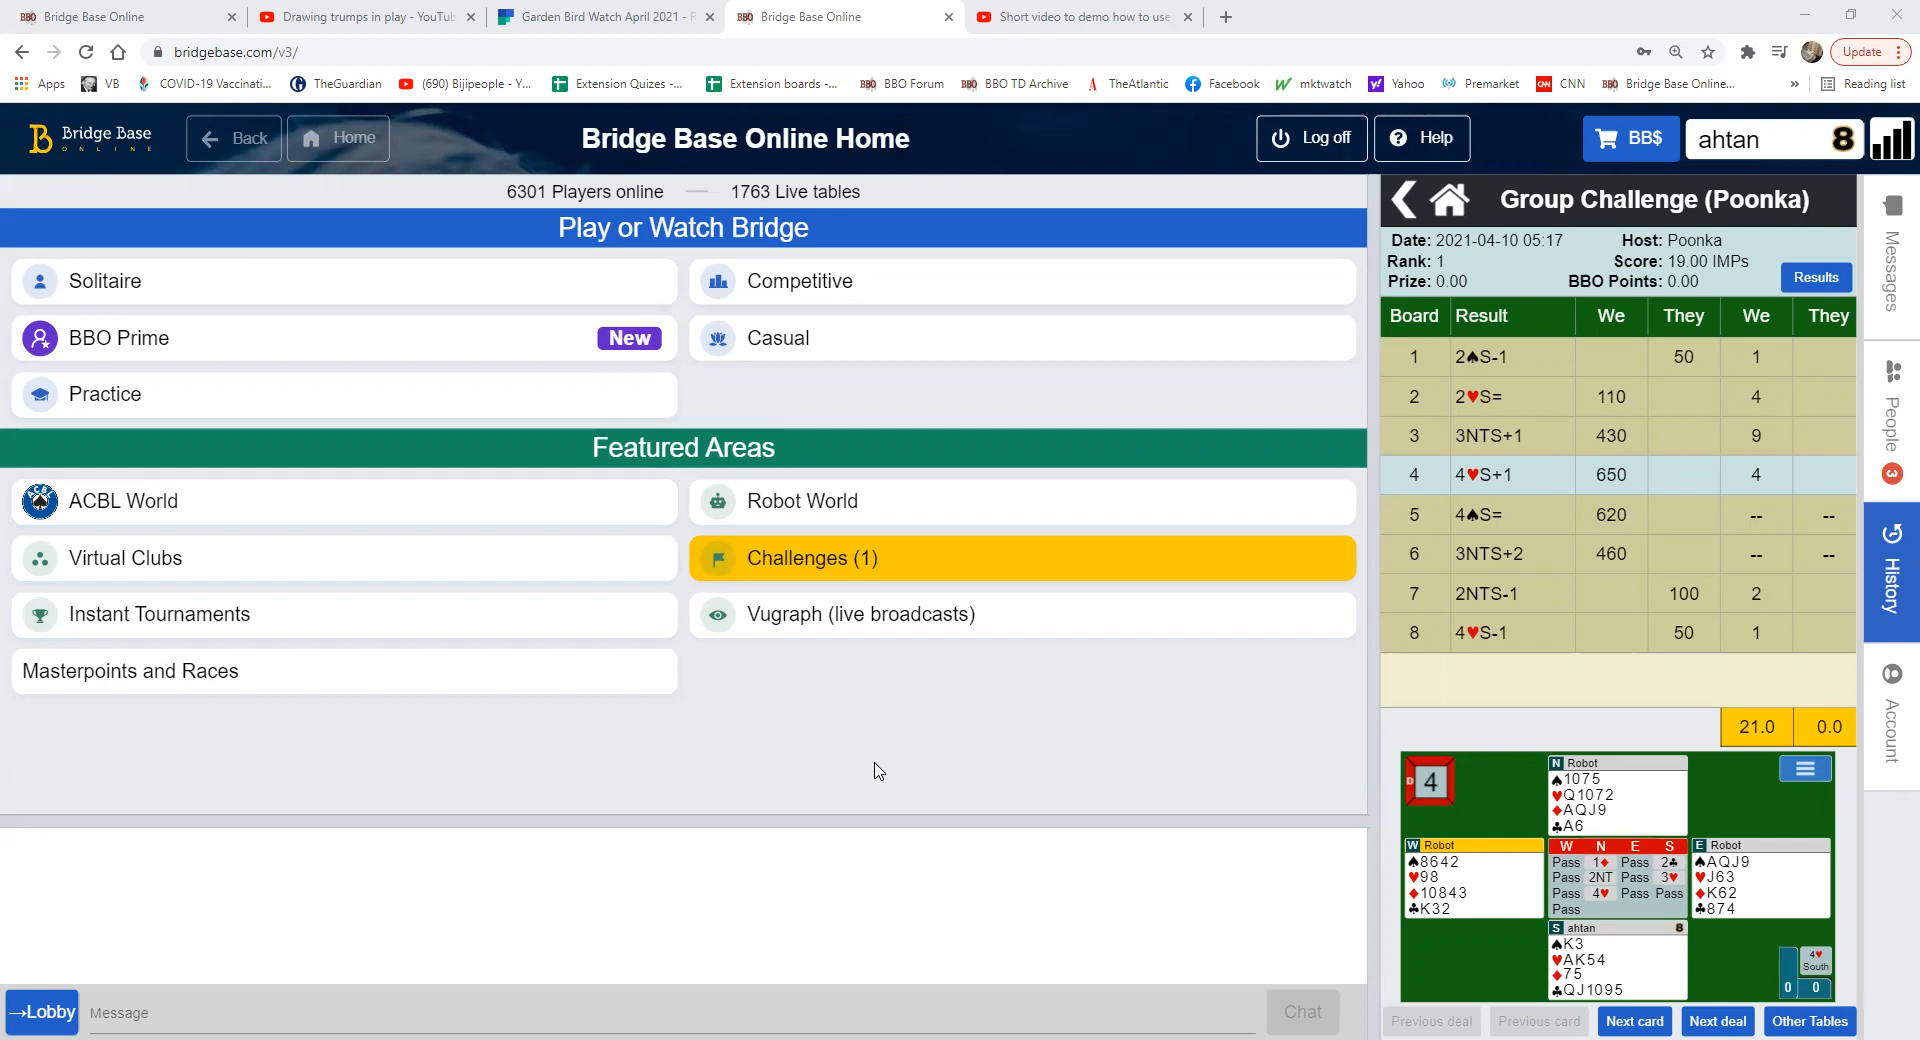 BBO Bridge Base Online
Drawing trumps in play - YouTub
Garden Bird Watch April 2021 -
BBO Bridge Base Online
Short video to demo how to use
bridgebase.com/v3/
Update
Apps
VB
COVID-19 Vaccinati...
TheGuardian
(690) Bijipeople - Y...
Extension Quizes -...
Extension boards -...
BBO BBO Forum
BBO BBO TD Archive
TheAtlantic
Facebook
mktwatch
Yahoo
Premarket
CNN CNN
BBO Bridge Base Online...
»
Reading list
Bridge Base
ONLINE
Back
Home
Bridge Base Online Home
Log off
Help
BB$
ahtan 8
6301 Players online — 1763 Live tables
Play or Watch Bridge
Solitaire
Competitive
BBO Prime New
Casual
Practice
Featured Areas
ACBL World
Robot World
Virtual Clubs
Challenges (1)
Instant Tournaments
Vugraph (live broadcasts)
Masterpoints and Races
→Lobby
Message
Chat
Group Challenge (Poonka)
Date: 2021-04-10 05:17 Host: Poonka
Rank: 1 Score: 19.00 IMPs
Prize: 0.00 BBO Points: 0.00
Results
Board Result We They We They
1 2♠S-1 50 1
2 2♥S= 110 4
3 3NTS+1 430 9
4 4♥S+1 650 4
5 4♠S= 620 -- --
6 3NTS+2 460 -- --
7 2NTS-1 100 2
8 4♥S-1 50 1
21.0 0.0
D 4
N Robot
♠1075
♥Q1072
♦AQJ9
♣A6
W Robot
♠8642
♥98
♦10843
♣K32
W N E S
Pass 1♦ Pass 2♣
Pass 2NT Pass 3♥
Pass 4♥ Pass Pass
Pass
E Robot
♠AQJ9
♥J63
♦K62
♣874
S ahtan 8
♠K3
♥AK54
♦75
♣QJ1095
4♥
South
0 0
Previous deal
Previous card
Next card
Next deal
Other Tables
Messages
People 3
History
Account